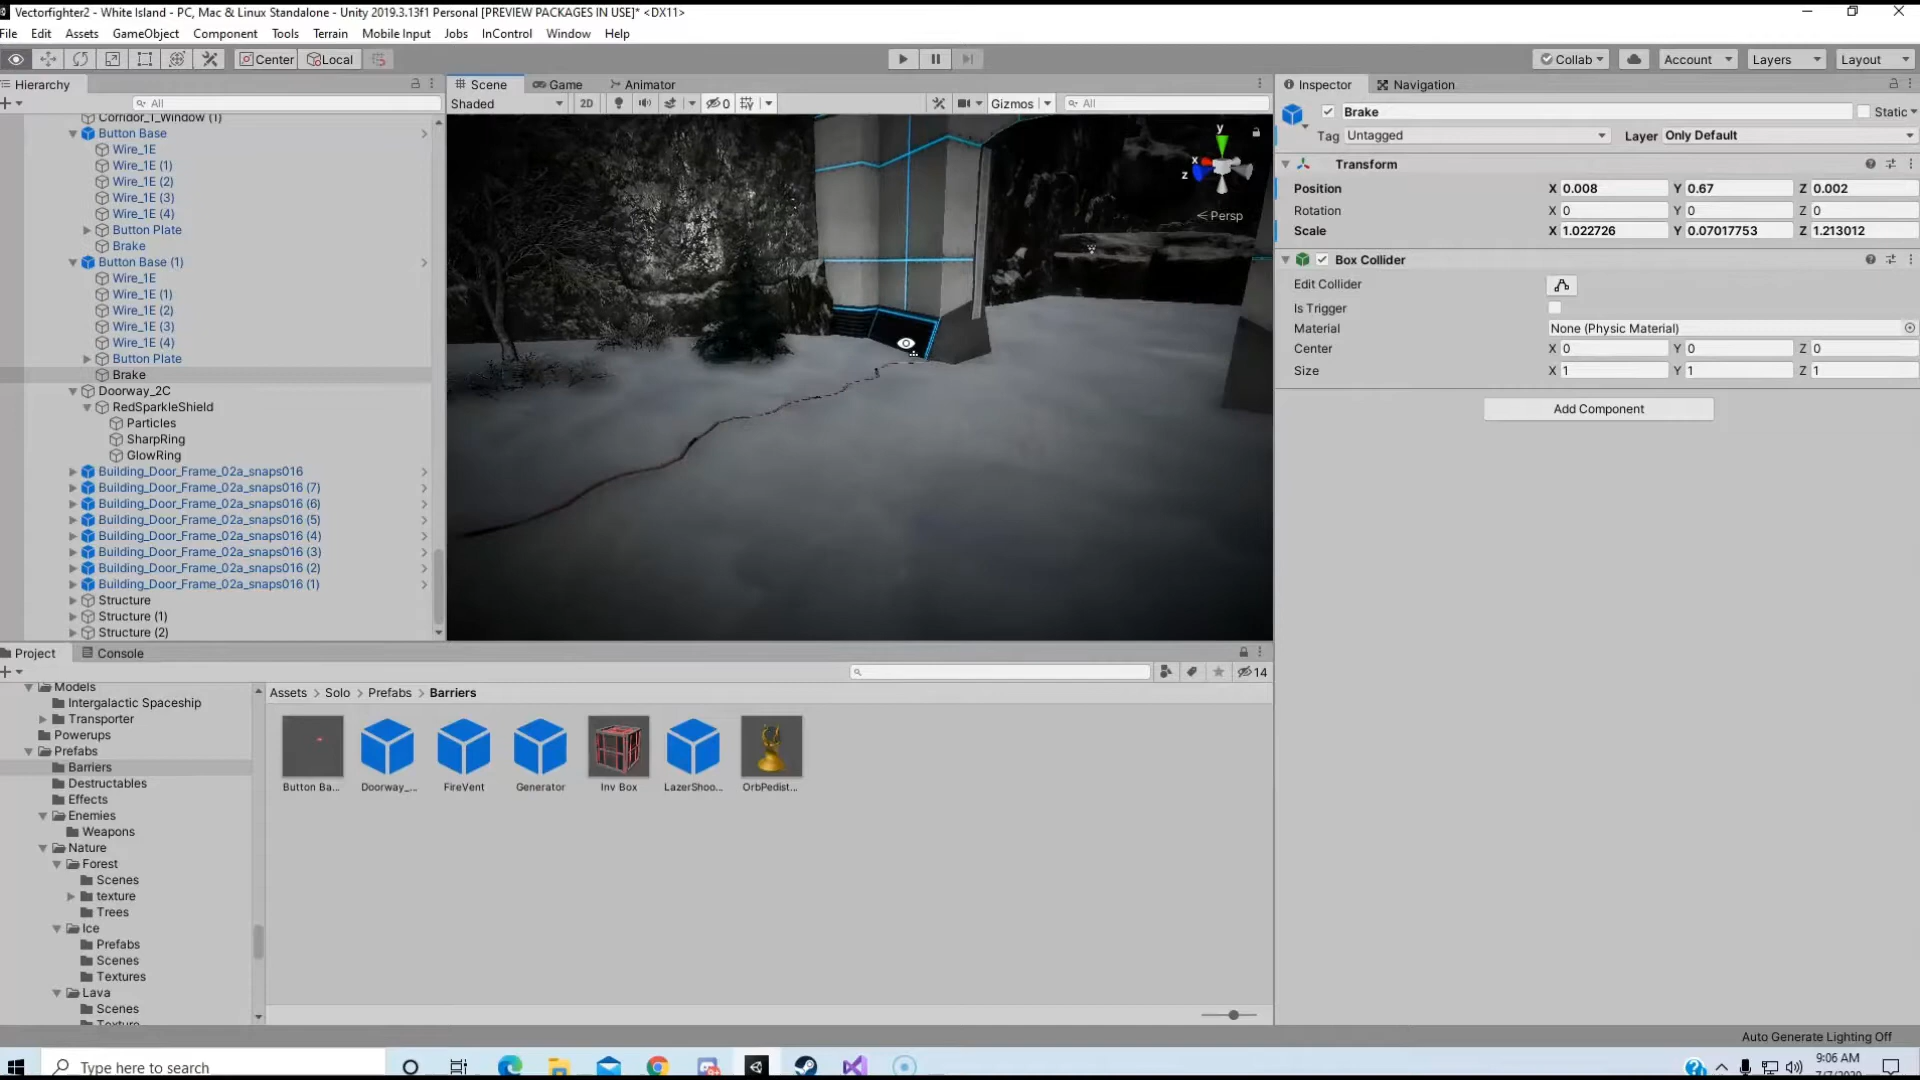 Vectorfighter2 - White Island - PC, Mac & Linux Standalone - Unity 2019.3.13f1 Personal [PREVIEW PACKAGES IN USE]* <DX11>
File Edit Assets GameObject Component Tools Terrain Mobile Input Jobs InControl Window Help
Center Local Collab Account Layers Layout
Hierarchy Scene Game Animator Inspector Navigation
All Shaded 2D 0 Gizmos All
Brake Static
Tag Untagged Layer Only Default
Transform
Position X 0.008 Y 0.67 Z 0.002
Rotation X 0 Y 0 Z 0
Scale X 1.022726 Y 0.07017753 Z 1.213012
Box Collider
Edit Collider
Is Trigger
Material None (Physic Material)
Center X 0 Y 0 Z 0
Size X 1 Y 1 Z 1
Add Component
y
x
z
Persp
Corridor_1_Window (1)
Button Base
Wire_1E
Wire_1E (1)
Wire_1E (2)
Wire_1E (3)
Wire_1E (4)
Button Plate
Brake
Button Base (1)
Wire_1E
Wire_1E (1)
Wire_1E (2)
Wire_1E (3)
Wire_1E (4)
Button Plate
Brake
Doorway_2C
RedSparkleShield
Particles
SharpRing
GlowRing
Building_Door_Frame_02a_snaps016
Building_Door_Frame_02a_snaps016 (7)
Building_Door_Frame_02a_snaps016 (6)
Building_Door_Frame_02a_snaps016 (5)
Building_Door_Frame_02a_snaps016 (4)
Building_Door_Frame_02a_snaps016 (3)
Building_Door_Frame_02a_snaps016 (2)
Building_Door_Frame_02a_snaps016 (1)
Structure
Structure (1)
Structure (2)
Project Console
14
Models
Intergalactic Spaceship
Transporter
Powerups
Prefabs
Barriers
Destructables
Effects
Enemies
Weapons
Nature
Forest
Scenes
texture
Trees
Ice
Prefabs
Scenes
Textures
Lava
Scenes
Texture
Assets > Solo > Prefabs > Barriers
Button Ba... Doorway_... FireVent Generator Inv Box LazerShoo... OrbPedist...
Auto Generate Lighting Off
Type here to search
9:06 AM